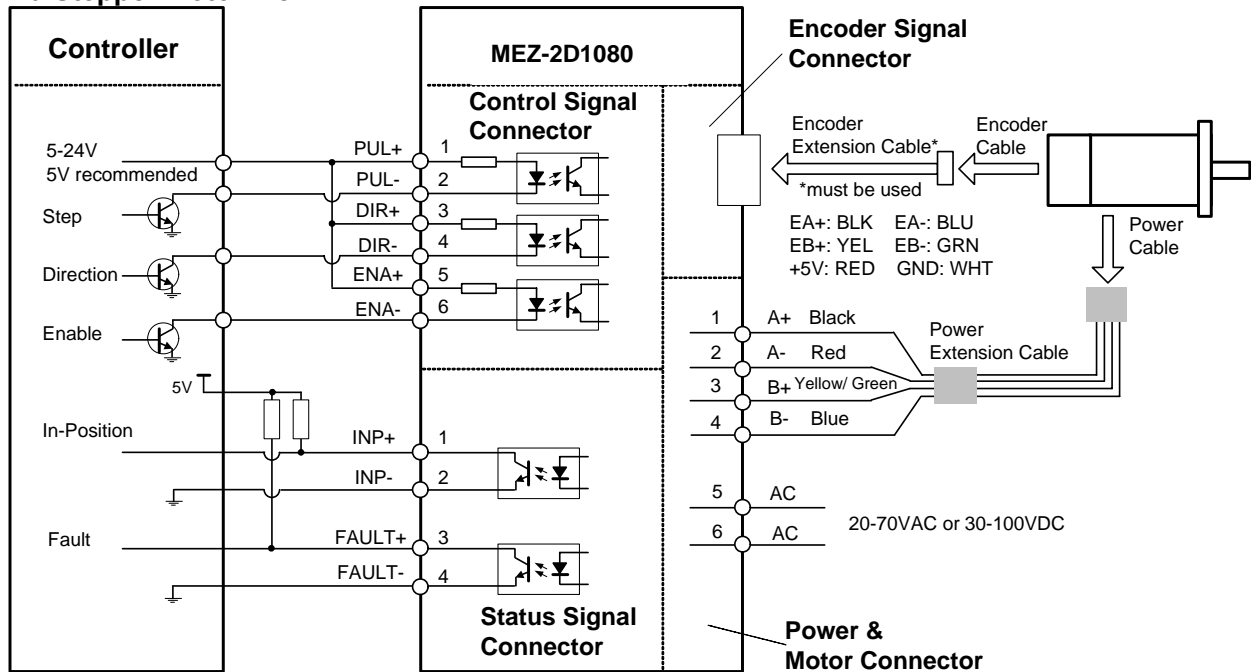 Controller
MEZ-2D1080
Encoder Signal
Connector
Control Signal
Connector
5-24V
5V recommended
Step
Direction
Enable
PUL+
PUL-
DIR+
DIR-
ENA+
ENA-
1
2
3
4
5
6
Encoder
Extension Cable*
*must be used
Encoder
Cable
EA+: BLK EA-: BLU
EB+: YEL EB-: GRN
+5V: RED GND: WHT
Power
Cable
1 A+ Black
2 A- Red
3 B+ Yellow/ Green
4 B- Blue
Power
Extension Cable
5 AC
6 AC
20-70VAC or 30-100VDC
5V
In-Position
Fault
INP+ 1
INP- 2
FAULT+ 3
FAULT- 4
Status Signal
Connector
Power &
Motor Connector